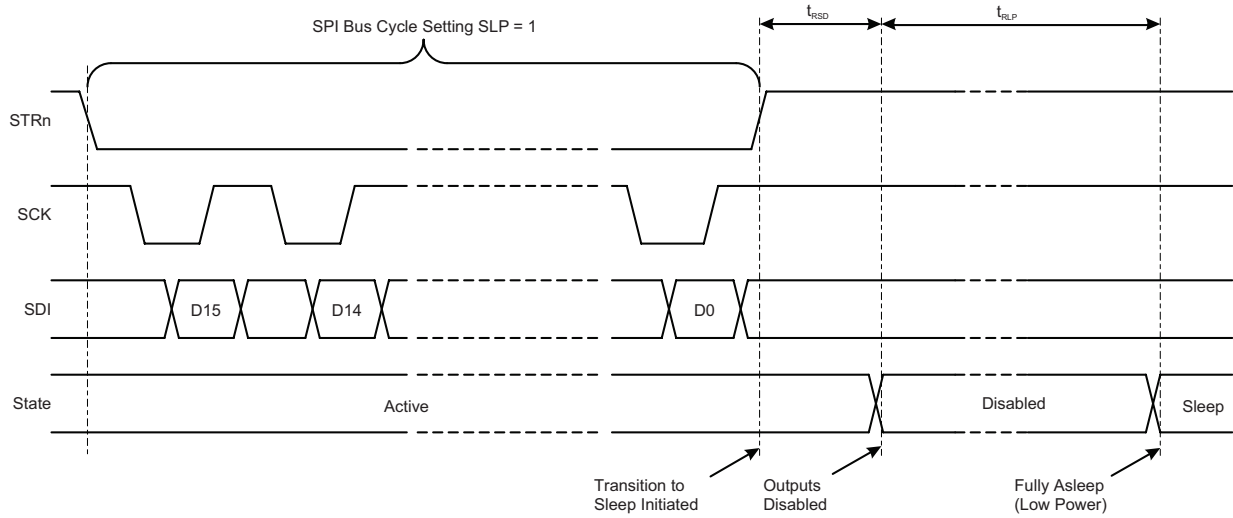 tRSD
tRLP
SPI Bus Cycle Setting SLP = 1
STRn
SCK
SDI
D15
D14
D0
State
Active
Disabled
Sleep
Transition to
Sleep Initiated
Outputs
Disabled
Fully Asleep
(Low Power)